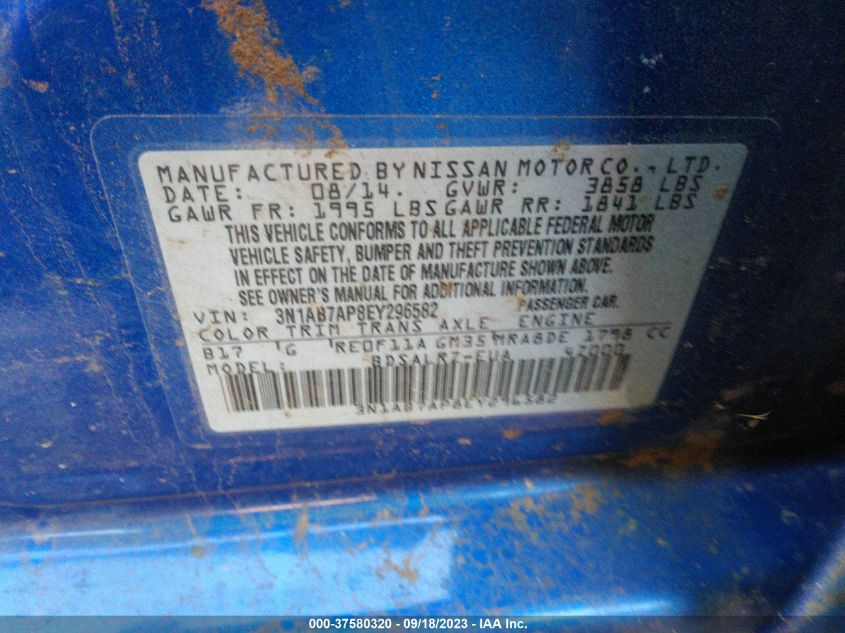 MANUFACTURED BY NISSAN MOTOR CO., LTD.
DATE: 08/14. GVWR: 3858 LBS
GAWR FR: 1995 LBS GAWR RR: 1841 LBS
THIS VEHICLE CONFORMS TO ALL APPLICABLE FEDERAL MOTOR
VEHICLE SAFETY, BUMPER AND THEFT PREVENTION STANDARDS
IN EFFECT ON THE DATE OF MANUFACTURE SHOWN ABOVE.
SEE OWNER'S MANUAL FOR ADDITIONAL INFORMATION.
VIN: 3N1AB7AP8EY296582 PASSENGER CAR.
COLOR TRIM TRANS AXLE ENGINE
B17 'G 'RE0F11A GM35 MRA8DE 1798 CC
MODEL: BDSALRZ-EUA
3N1AB7AP8EY296582
000-37580320 - 09/18/2023 - IAA Inc.